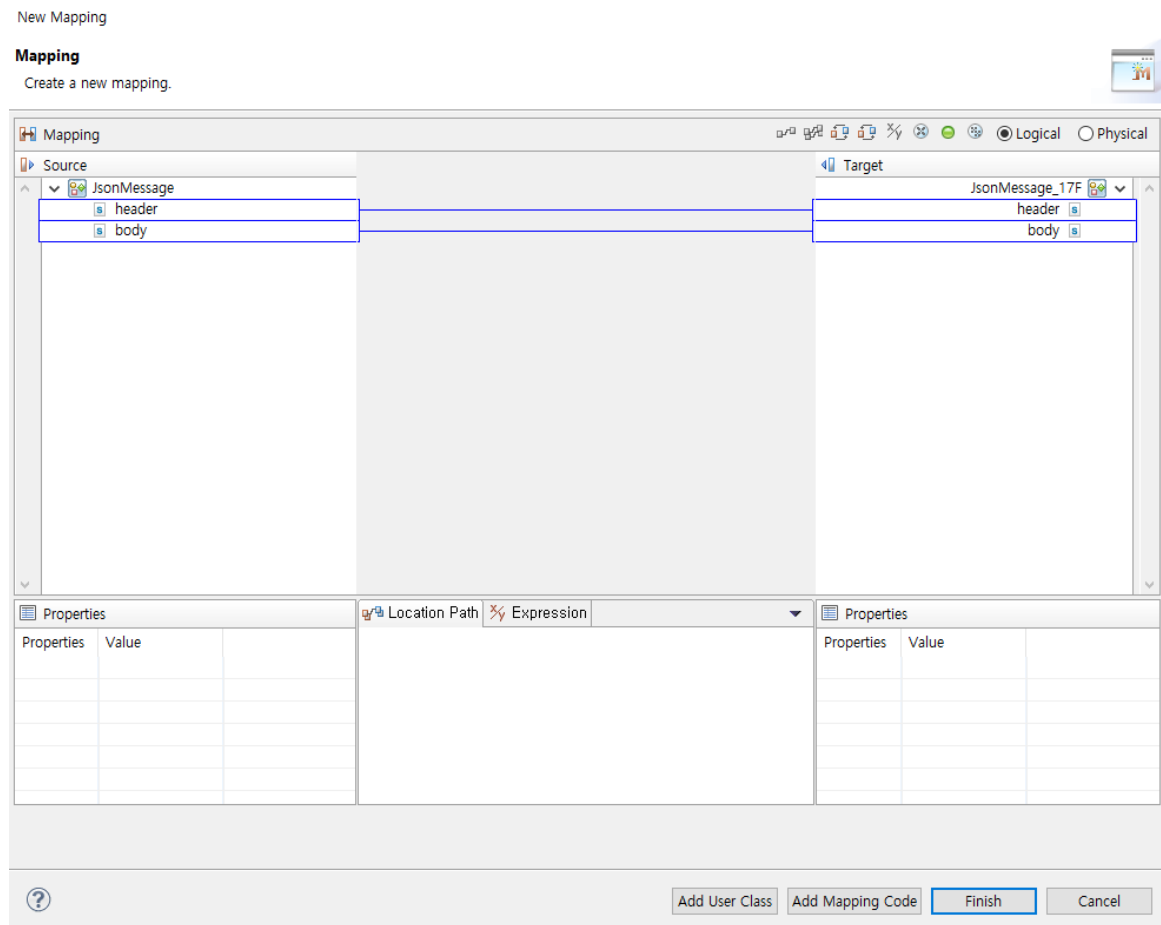 New Mapping
Mapping
Create a new mapping.
Mapping
Logical
Physical
Source
Target
JsonMessage
JsonMessage_17F
header
header
body
body
Properties
Location Path
Expression
Properties
Properties
Value
Properties
Value
Add User Class
Add Mapping Code
Finish
Cancel